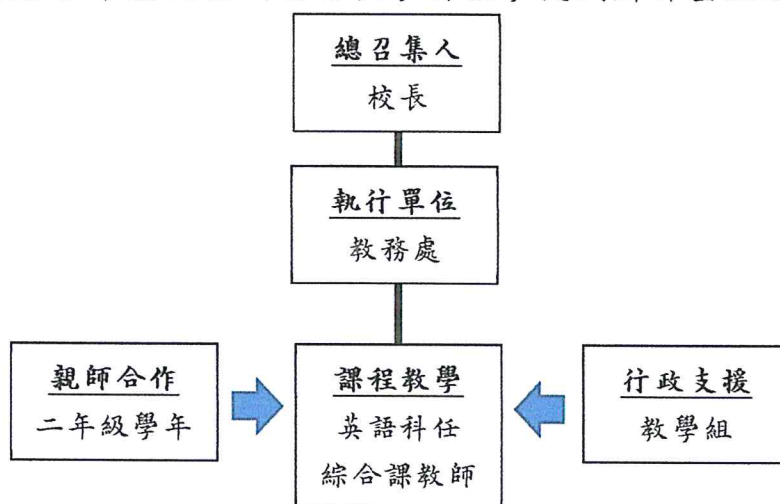 總召集人
校長
執行單位
教務處
親師合作
二年級學年
課程教學
英語科任
綜合課教師
行政支援
教學組